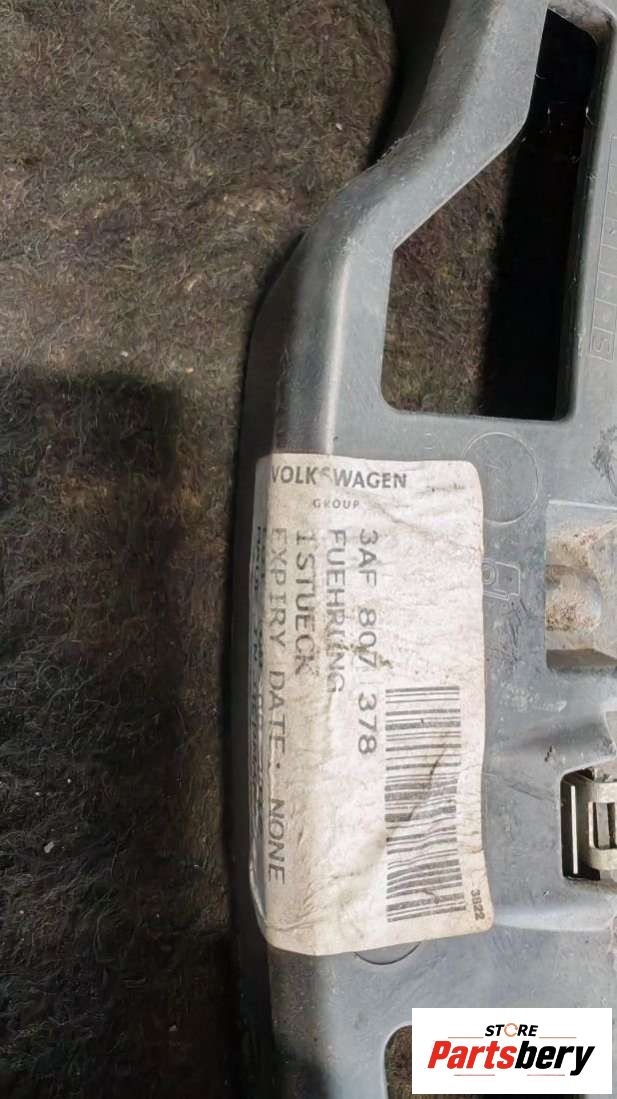 VOLKSWAGEN
GROUP
3AF 807 378
FUEHRUNG
1STUECK
EXPIRY DATE: NONE
3822
STORE
Partsbery